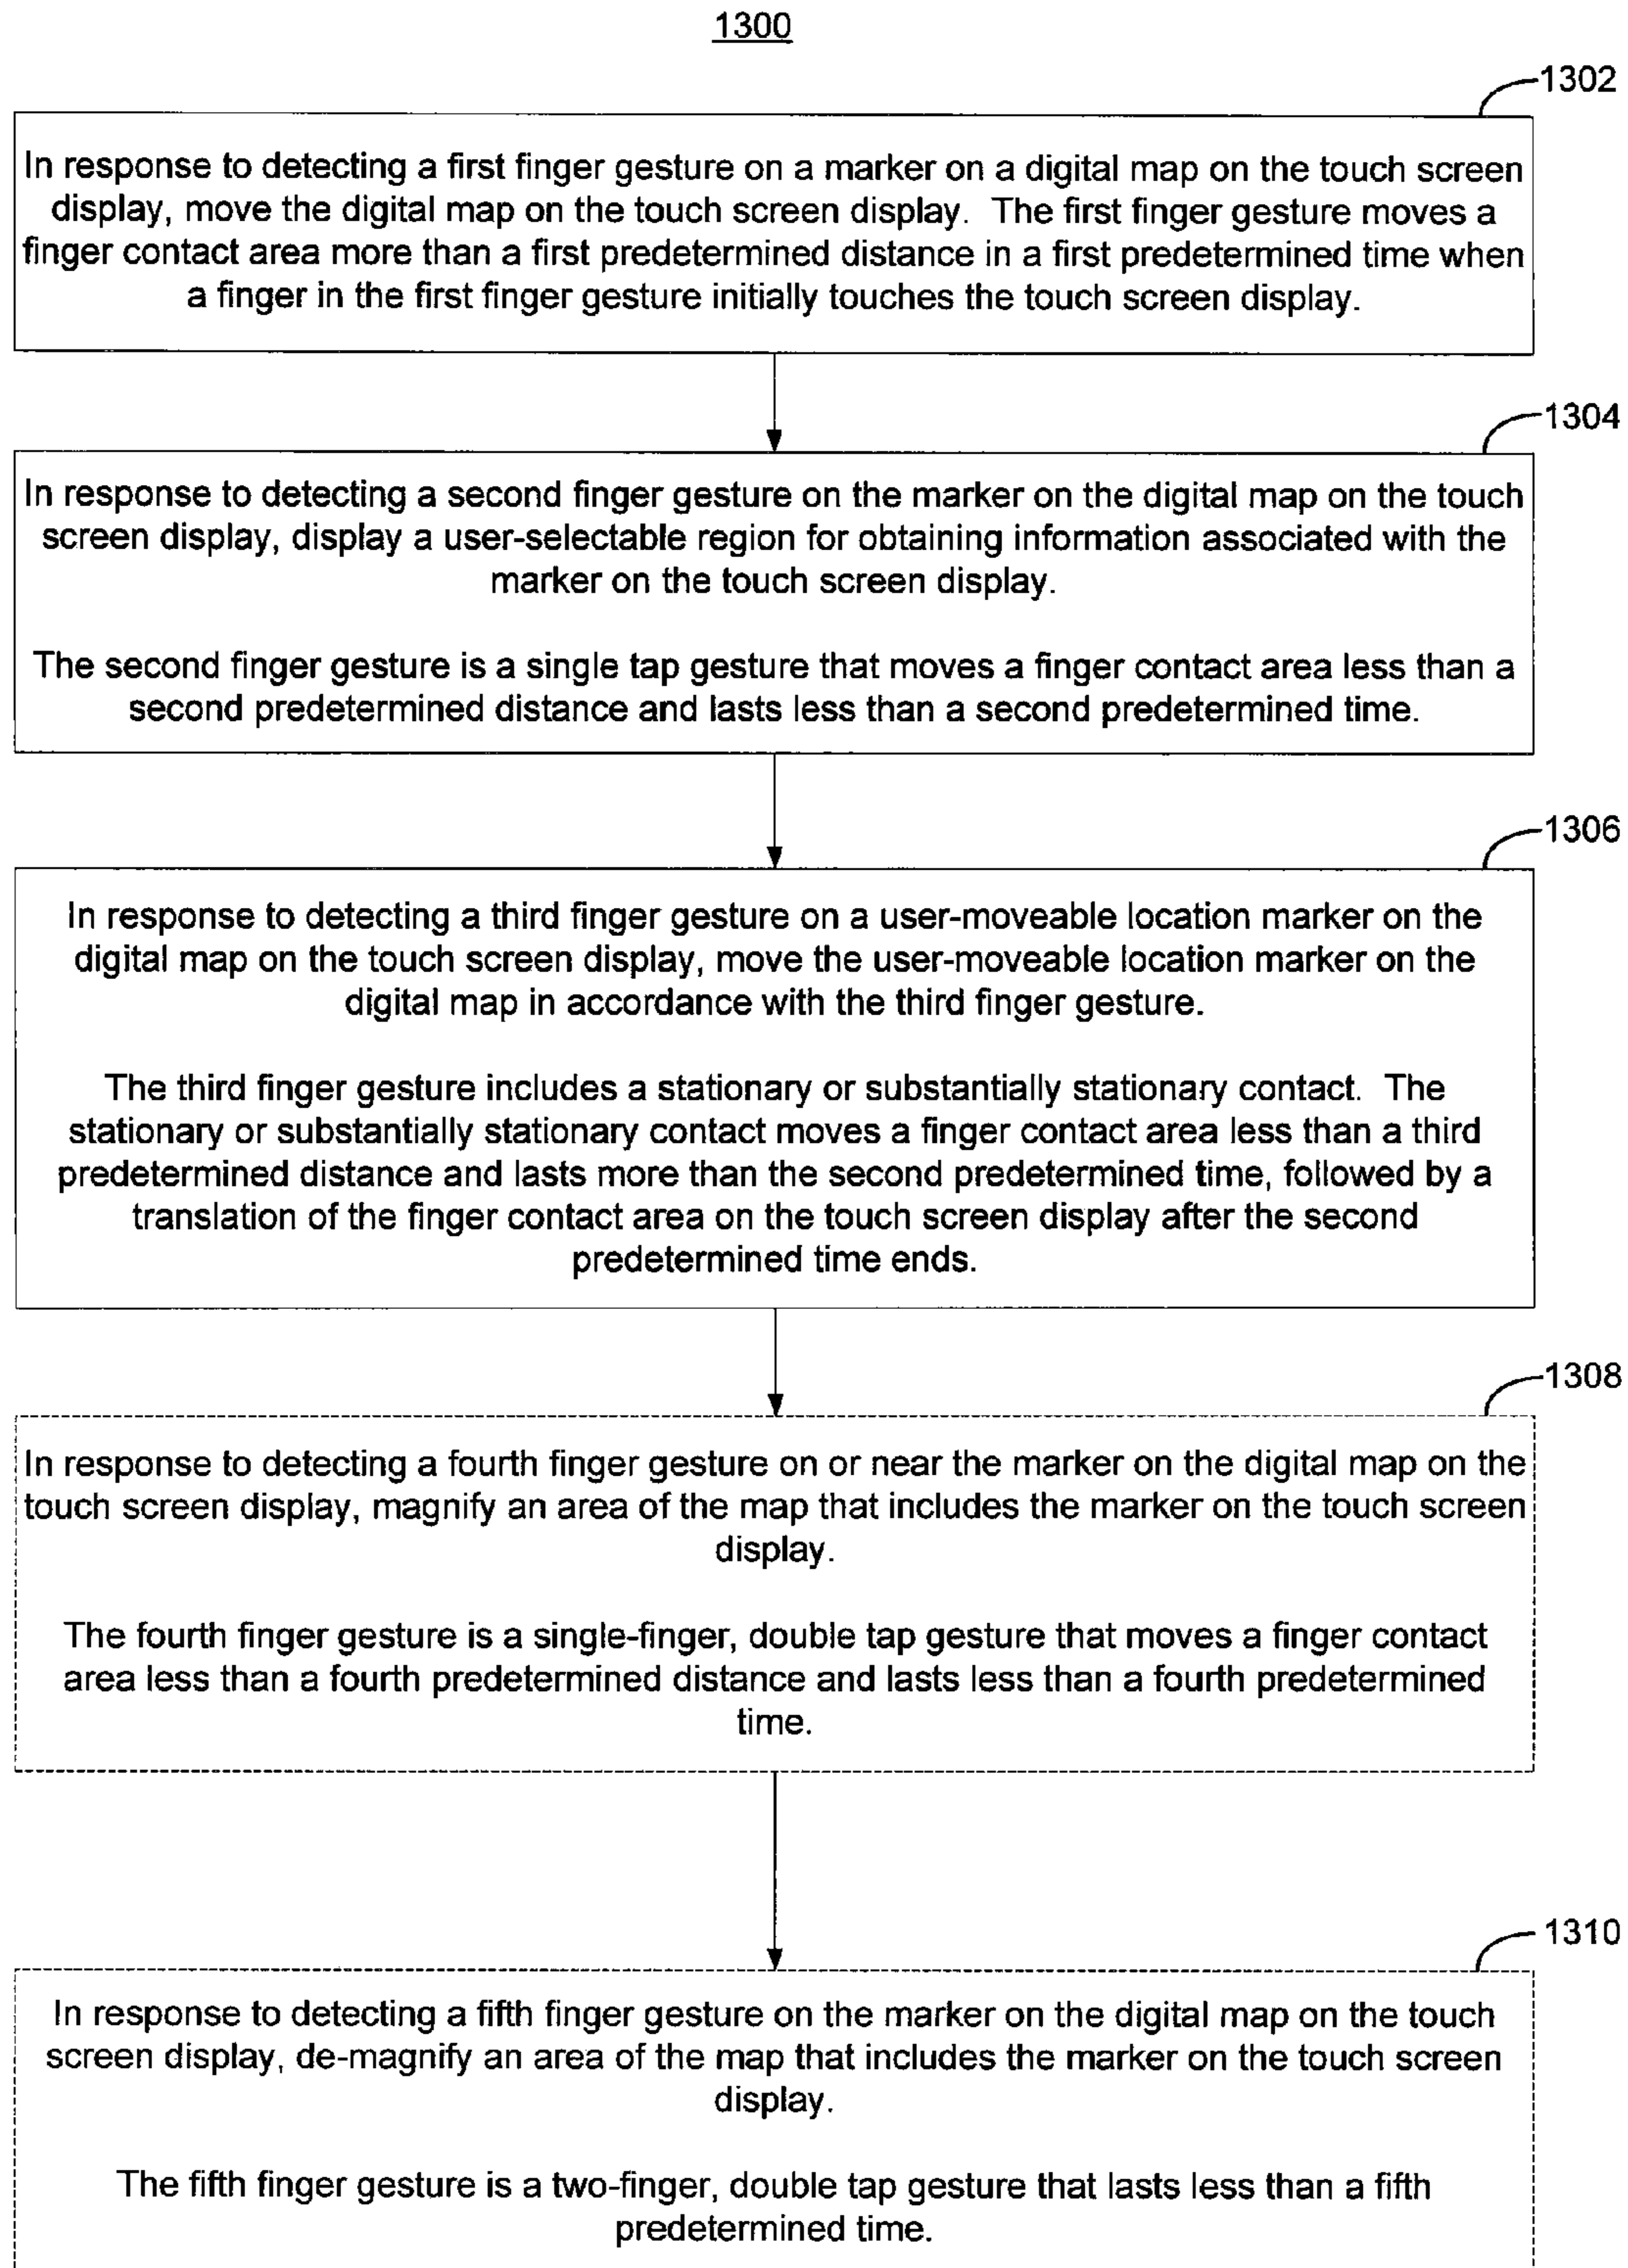 1300
1302
In response to detecting a first finger gesture on a marker on a digital map on the touch screen
display, move the digital map on the touch screen display. The first finger gesture moves a
finger contact area more than a first predetermined distance in a first predetermined time when
a finger in the first finger gesture initially touches the touch screen display.
1304
In response to detecting a second finger gesture on the marker on the digital map on the touch
screen display, display a user-selectable region for obtaining information associated with the
marker on the touch screen display.
The second finger gesture is a single tap gesture that moves a finger contact area less than a
second predetermined distance and lasts less than a second predetermined time.
1306
In response to detecting a third finger gesture on a user-moveable location marker on the
digital map on the touch screen display, move the user-moveable location marker on the
digital map in accordance with the third finger gesture.
The third finger gesture includes a stationary or substantially stationary contact. The
stationary or substantially stationary contact moves a finger contact area less than a third
predetermined distance and lasts more than the second predetermined time, followed by a
translation of the finger contact area on the touch screen display after the second
predetermined time ends.
1308
In response to detecting a fourth finger gesture on or near the marker on the digital map on the
touch screen display, magnify an area of the map that includes the marker on the touch screen
display.
The fourth finger gesture is a single-finger, double tap gesture that moves a finger contact
area less than a fourth predetermined distance and lasts less than a fourth predetermined
time.
1310
In response to detecting a fifth finger gesture on the marker on the digital map on the touch
screen display, de-magnify an area of the map that includes the marker on the touch screen
display.
The fifth finger gesture is a two-finger, double tap gesture that lasts less than a fifth
predetermined time.